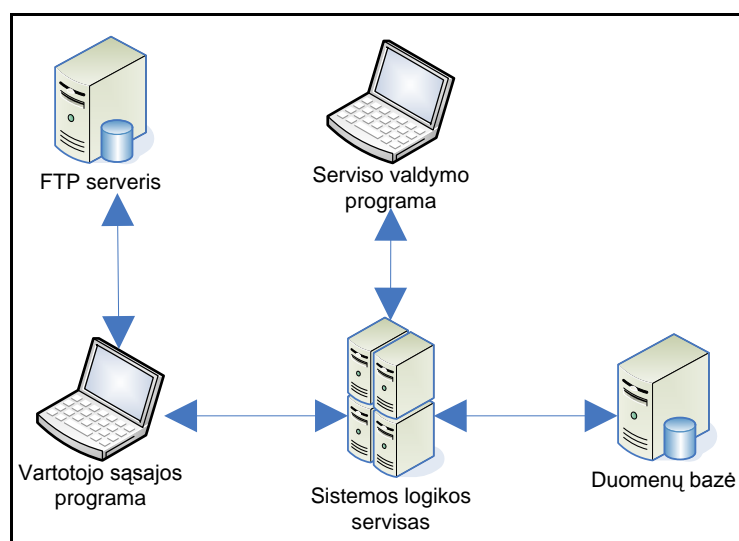 FTP serveris
Serviso valdymo
programa
Vartotojo sąsajos
programa
Sistemos logikos
servisas
Duomenų bazė